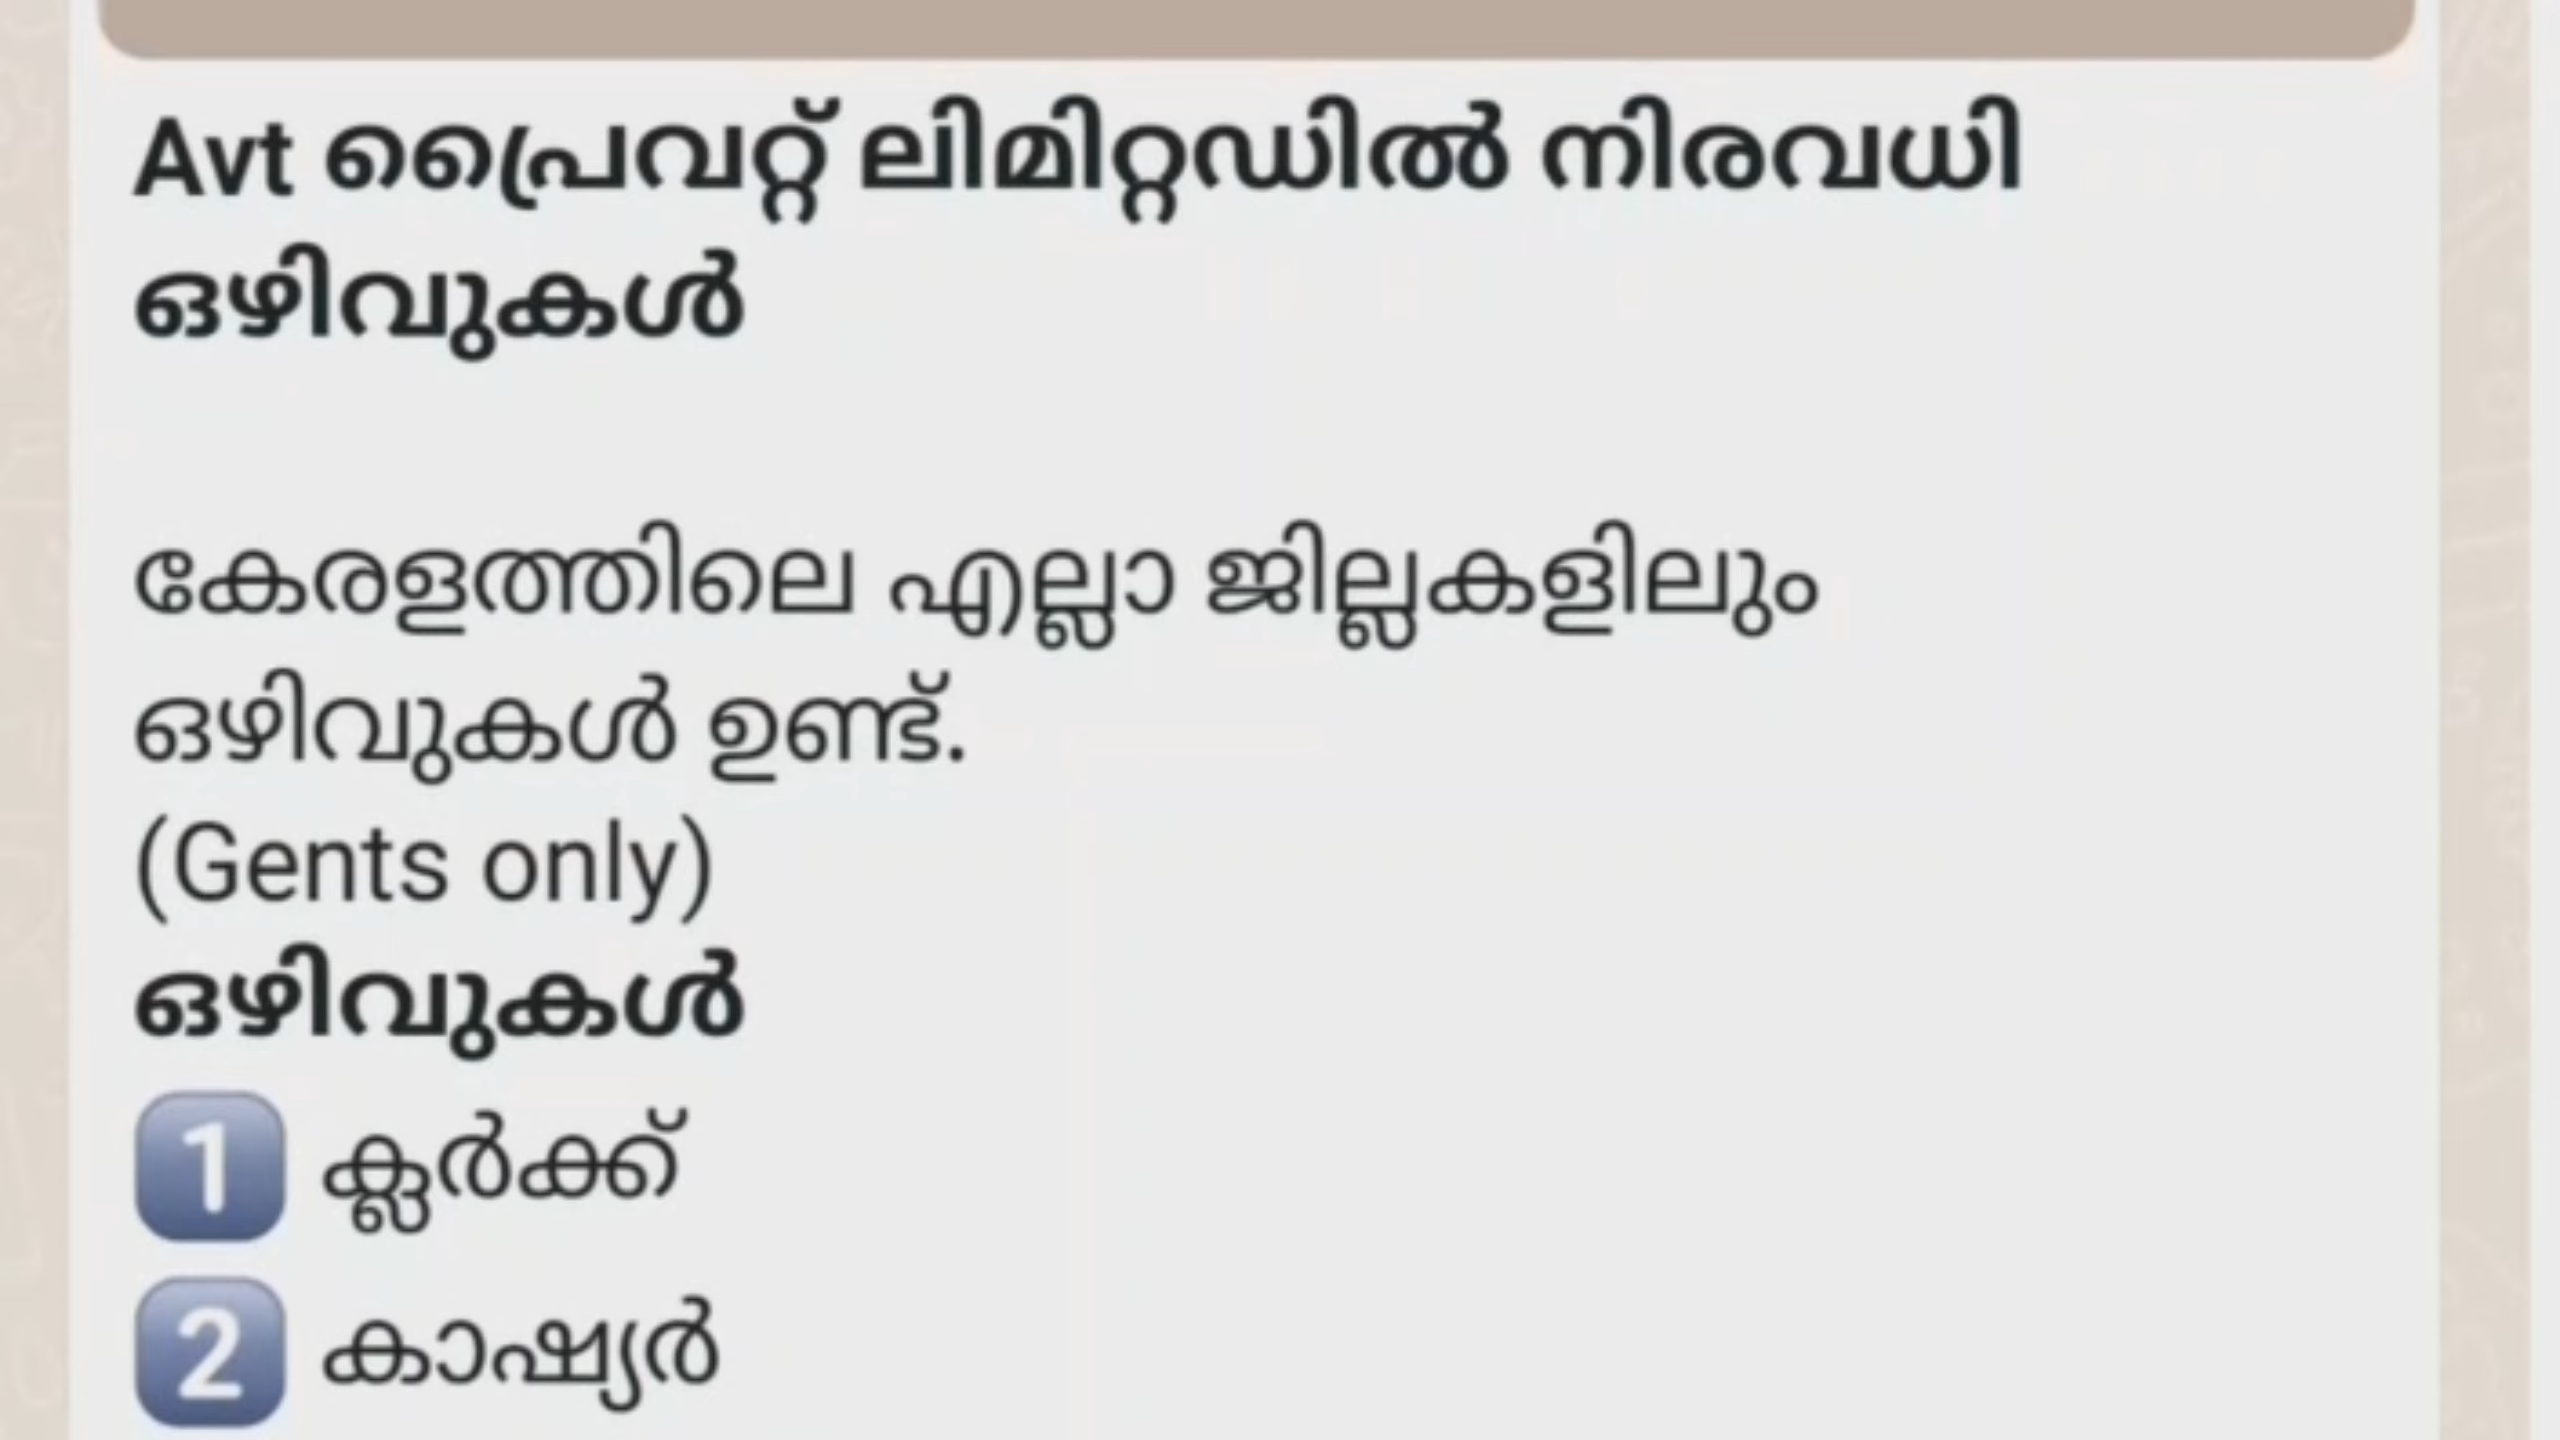 Avt പ്രൈവറ്റ് ലിമിറ്റഡിൽ നിരവധി
ഒഴിവുകൾ
കേരളത്തിലെ എല്ലാ ജില്ലകളിലും
ഒഴിവുകൾ ഉണ്ട്.
(Gents only)
ഒഴിവുകൾ
1 ക്ലർക്ക്
2 കാഷ്യർ